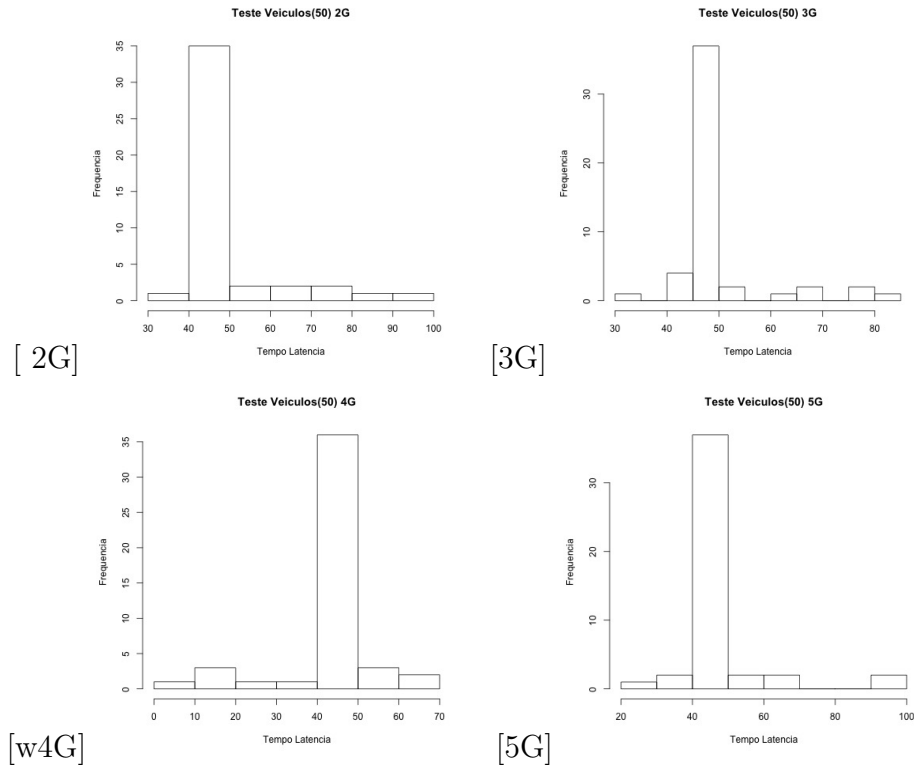 Teste Veiculos(50) 2G
Frequencia
0 5 10 15 20 25 30 35
30 40 50 60 70 80 90 100
Tempo Latencia
[ 2G]
Teste Veiculos(50) 3G
Frequencia
0 10 20 30
30 40 50 60 70 80
Tempo Latencia
[3G]
Teste Veiculos(50) 4G
Frequencia
0 5 10 15 20 25 30 35
0 10 20 30 40 50 60 70
Tempo Latencia
[w4G]
Teste Veiculos(50) 5G
Frequencia
0 10 20 30
20 40 60 80 100
Tempo Latencia
[5G]